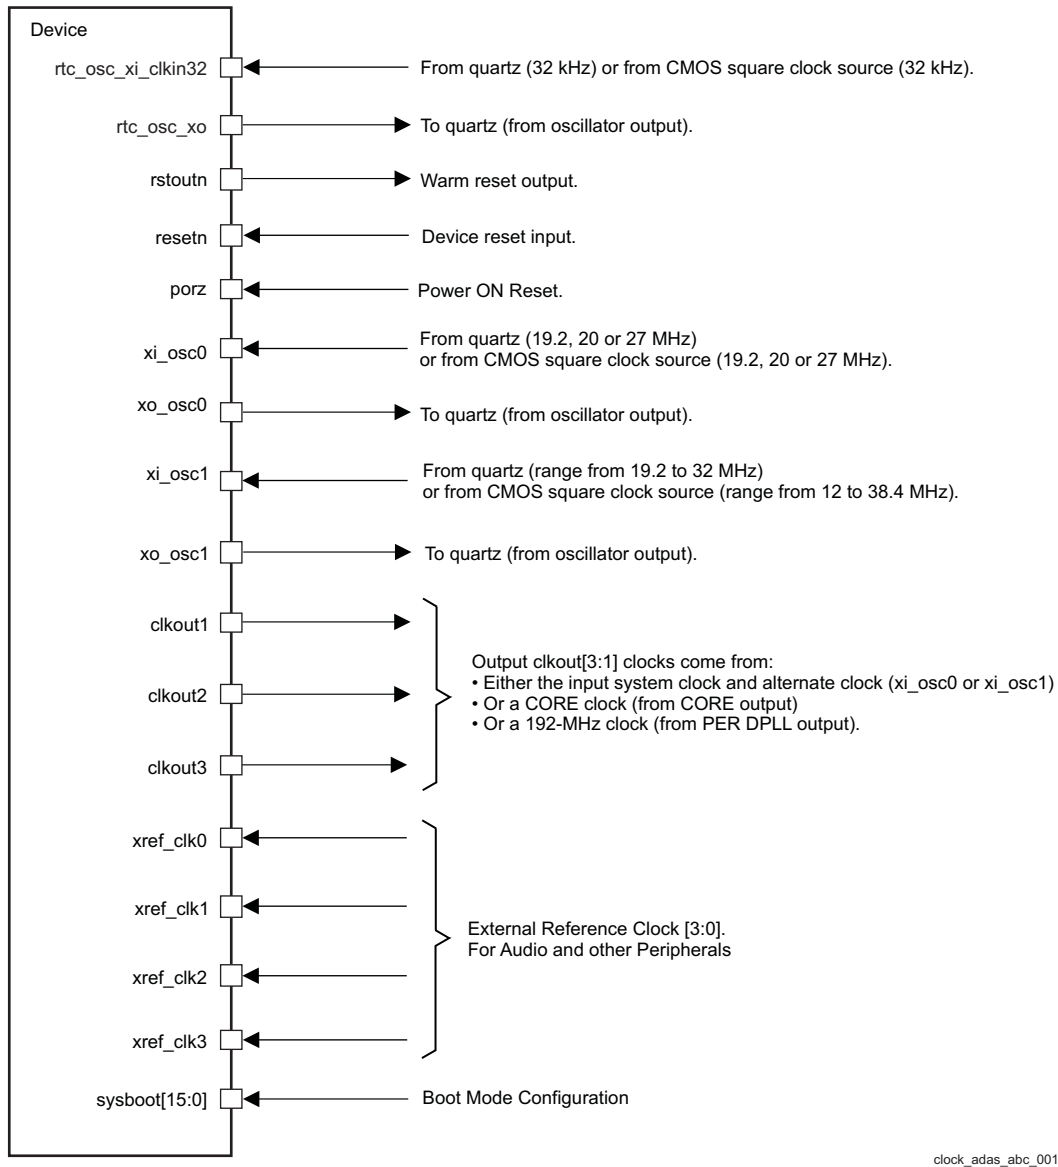 Device
rtc_osc_xi_clkin32
From quartz (32 kHz) or from CMOS square clock source (32 kHz).
rtc_osc_xo
To quartz (from oscillator output).
rstoutn
Warm reset output.
resetn
Device reset input.
porz
Power ON Reset.
xi_osc0
From quartz (19.2, 20 or 27 MHz)
or from CMOS square clock source (19.2, 20 or 27 MHz).
xo_osc0
To quartz (from oscillator output).
xi_osc1
From quartz (range from 19.2 to 32 MHz)
or from CMOS square clock source (range from 12 to 38.4 MHz).
xo_osc1
To quartz (from oscillator output).
clkout1
clkout2
clkout3
Output clkout[3:1] clocks come from:
• Either the input system clock and alternate clock (xi_osc0 or xi_osc1)
• Or a CORE clock (from CORE output)
• Or a 192-MHz clock (from PER DPLL output).
xref_clk0
xref_clk1
xref_clk2
xref_clk3
External Reference Clock [3:0].
For Audio and other Peripherals
sysboot[15:0]
Boot Mode Configuration
clock_adas_abc_001